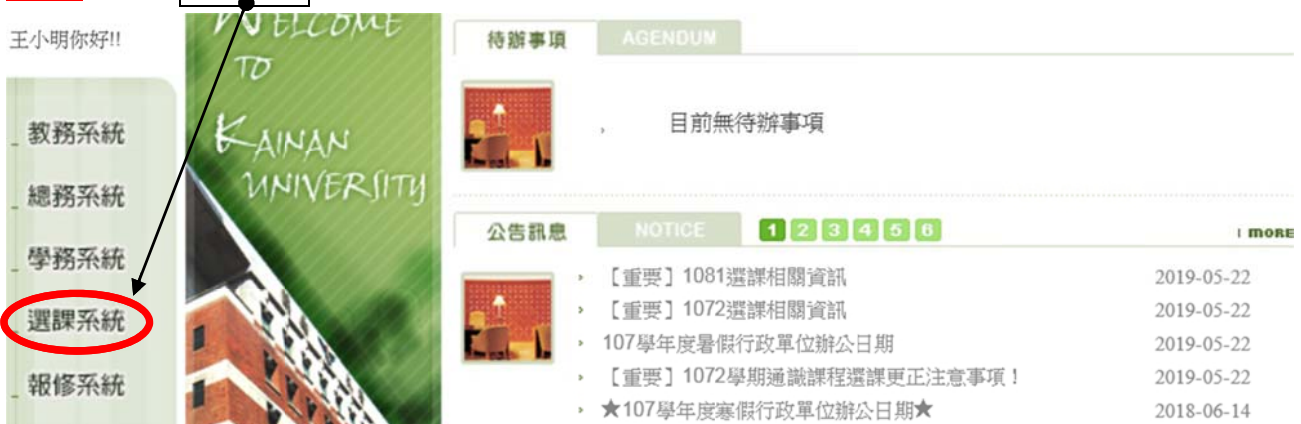 王小明你好!!
教務系統
總務系統
學務系統
選課系統
報修系統
WELCOME
TO
KAINAN
UNIVERSITY
待辦事項 AGENDUM
目前無待辦事項
公告訊息 NOTICE 1 2 3 4 5 6 MORE
【重要】1081選課相關資訊 2019-05-22
【重要】1072選課相關資訊 2019-05-22
107學年度暑假行政單位辦公日期 2019-05-22
【重要】1072學期通識課程選課更正注意事項! 2019-05-22
★107學年度寒假行政單位辦公日期★ 2018-06-14